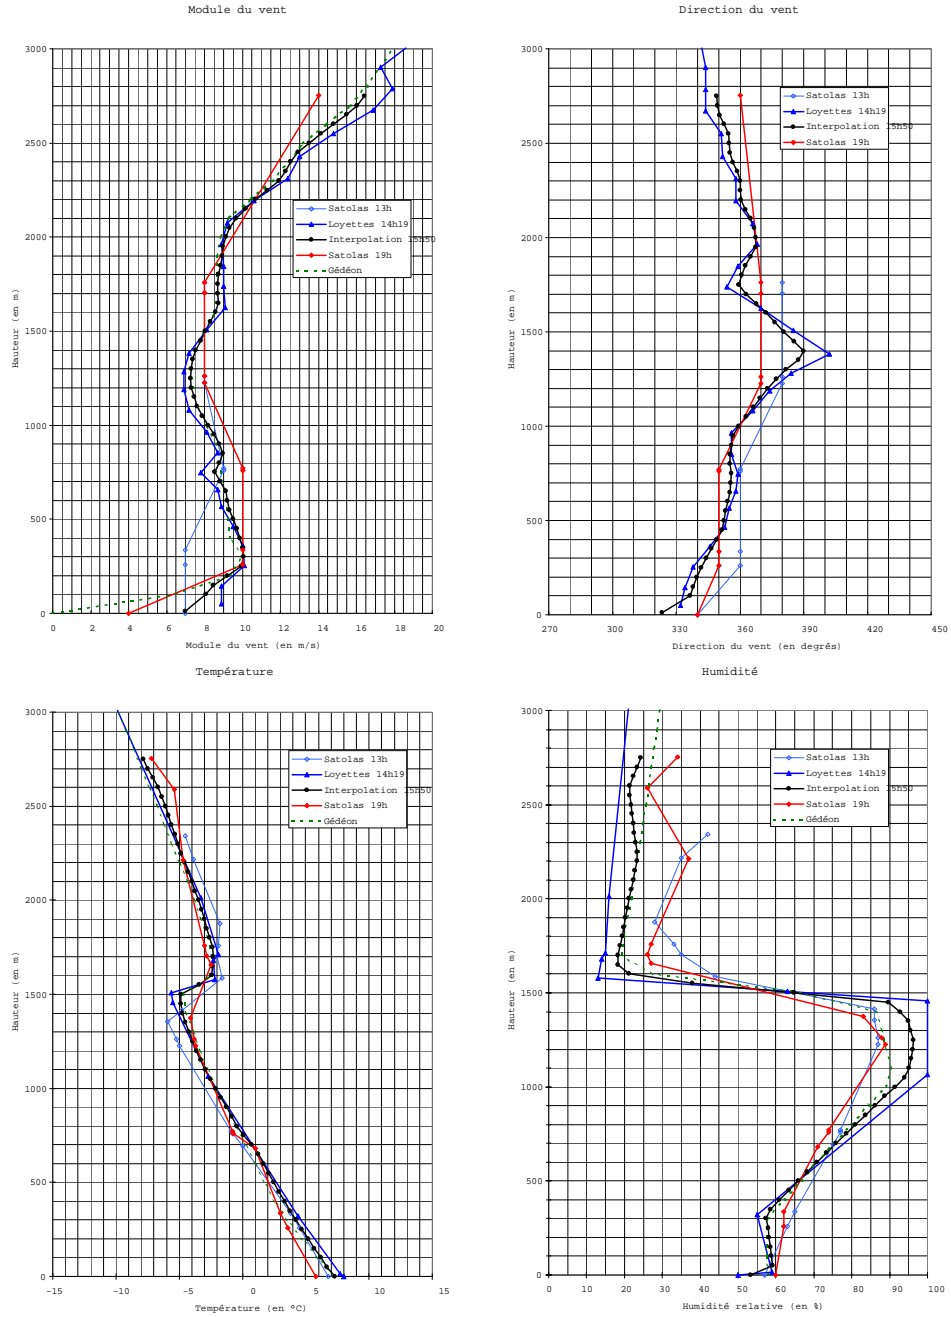 Module du vent
3000
2500
2000
1500
1000
500
0
Hauteur (en m)
Satolas 13h
Loyettes 14h19
Interpolation 15h50
Satolas 19h
Gédéon
0 2 4 6 8 10 12 14 16 18 20
Module du vent (en m/s)
Direction du vent
3000
2500
2000
1500
1000
500
0
Hauteur (en m)
Satolas 13h
Loyettes 14h19
Interpolation 15h50
Satolas 19h
270 300 330 360 390 420 450
Direction du vent (en degrés)
Température
3000
2500
2000
1500
1000
500
0
Hauteur (en m)
Satolas 13h
Loyettes 14h19
Interpolation 15h50
Satolas 19h
Gédéon
-15 -10 -5 0 5 10 15
Température (en °C)
Humidité
3000
2500
2000
1500
1000
500
0
Hauteur (en m)
Satolas 13h
Loyettes 14h19
Interpolation 15h50
Satolas 19h
Gédéon
0 10 20 30 40 50 60 70 80 90 100
Humidité relative (en %)